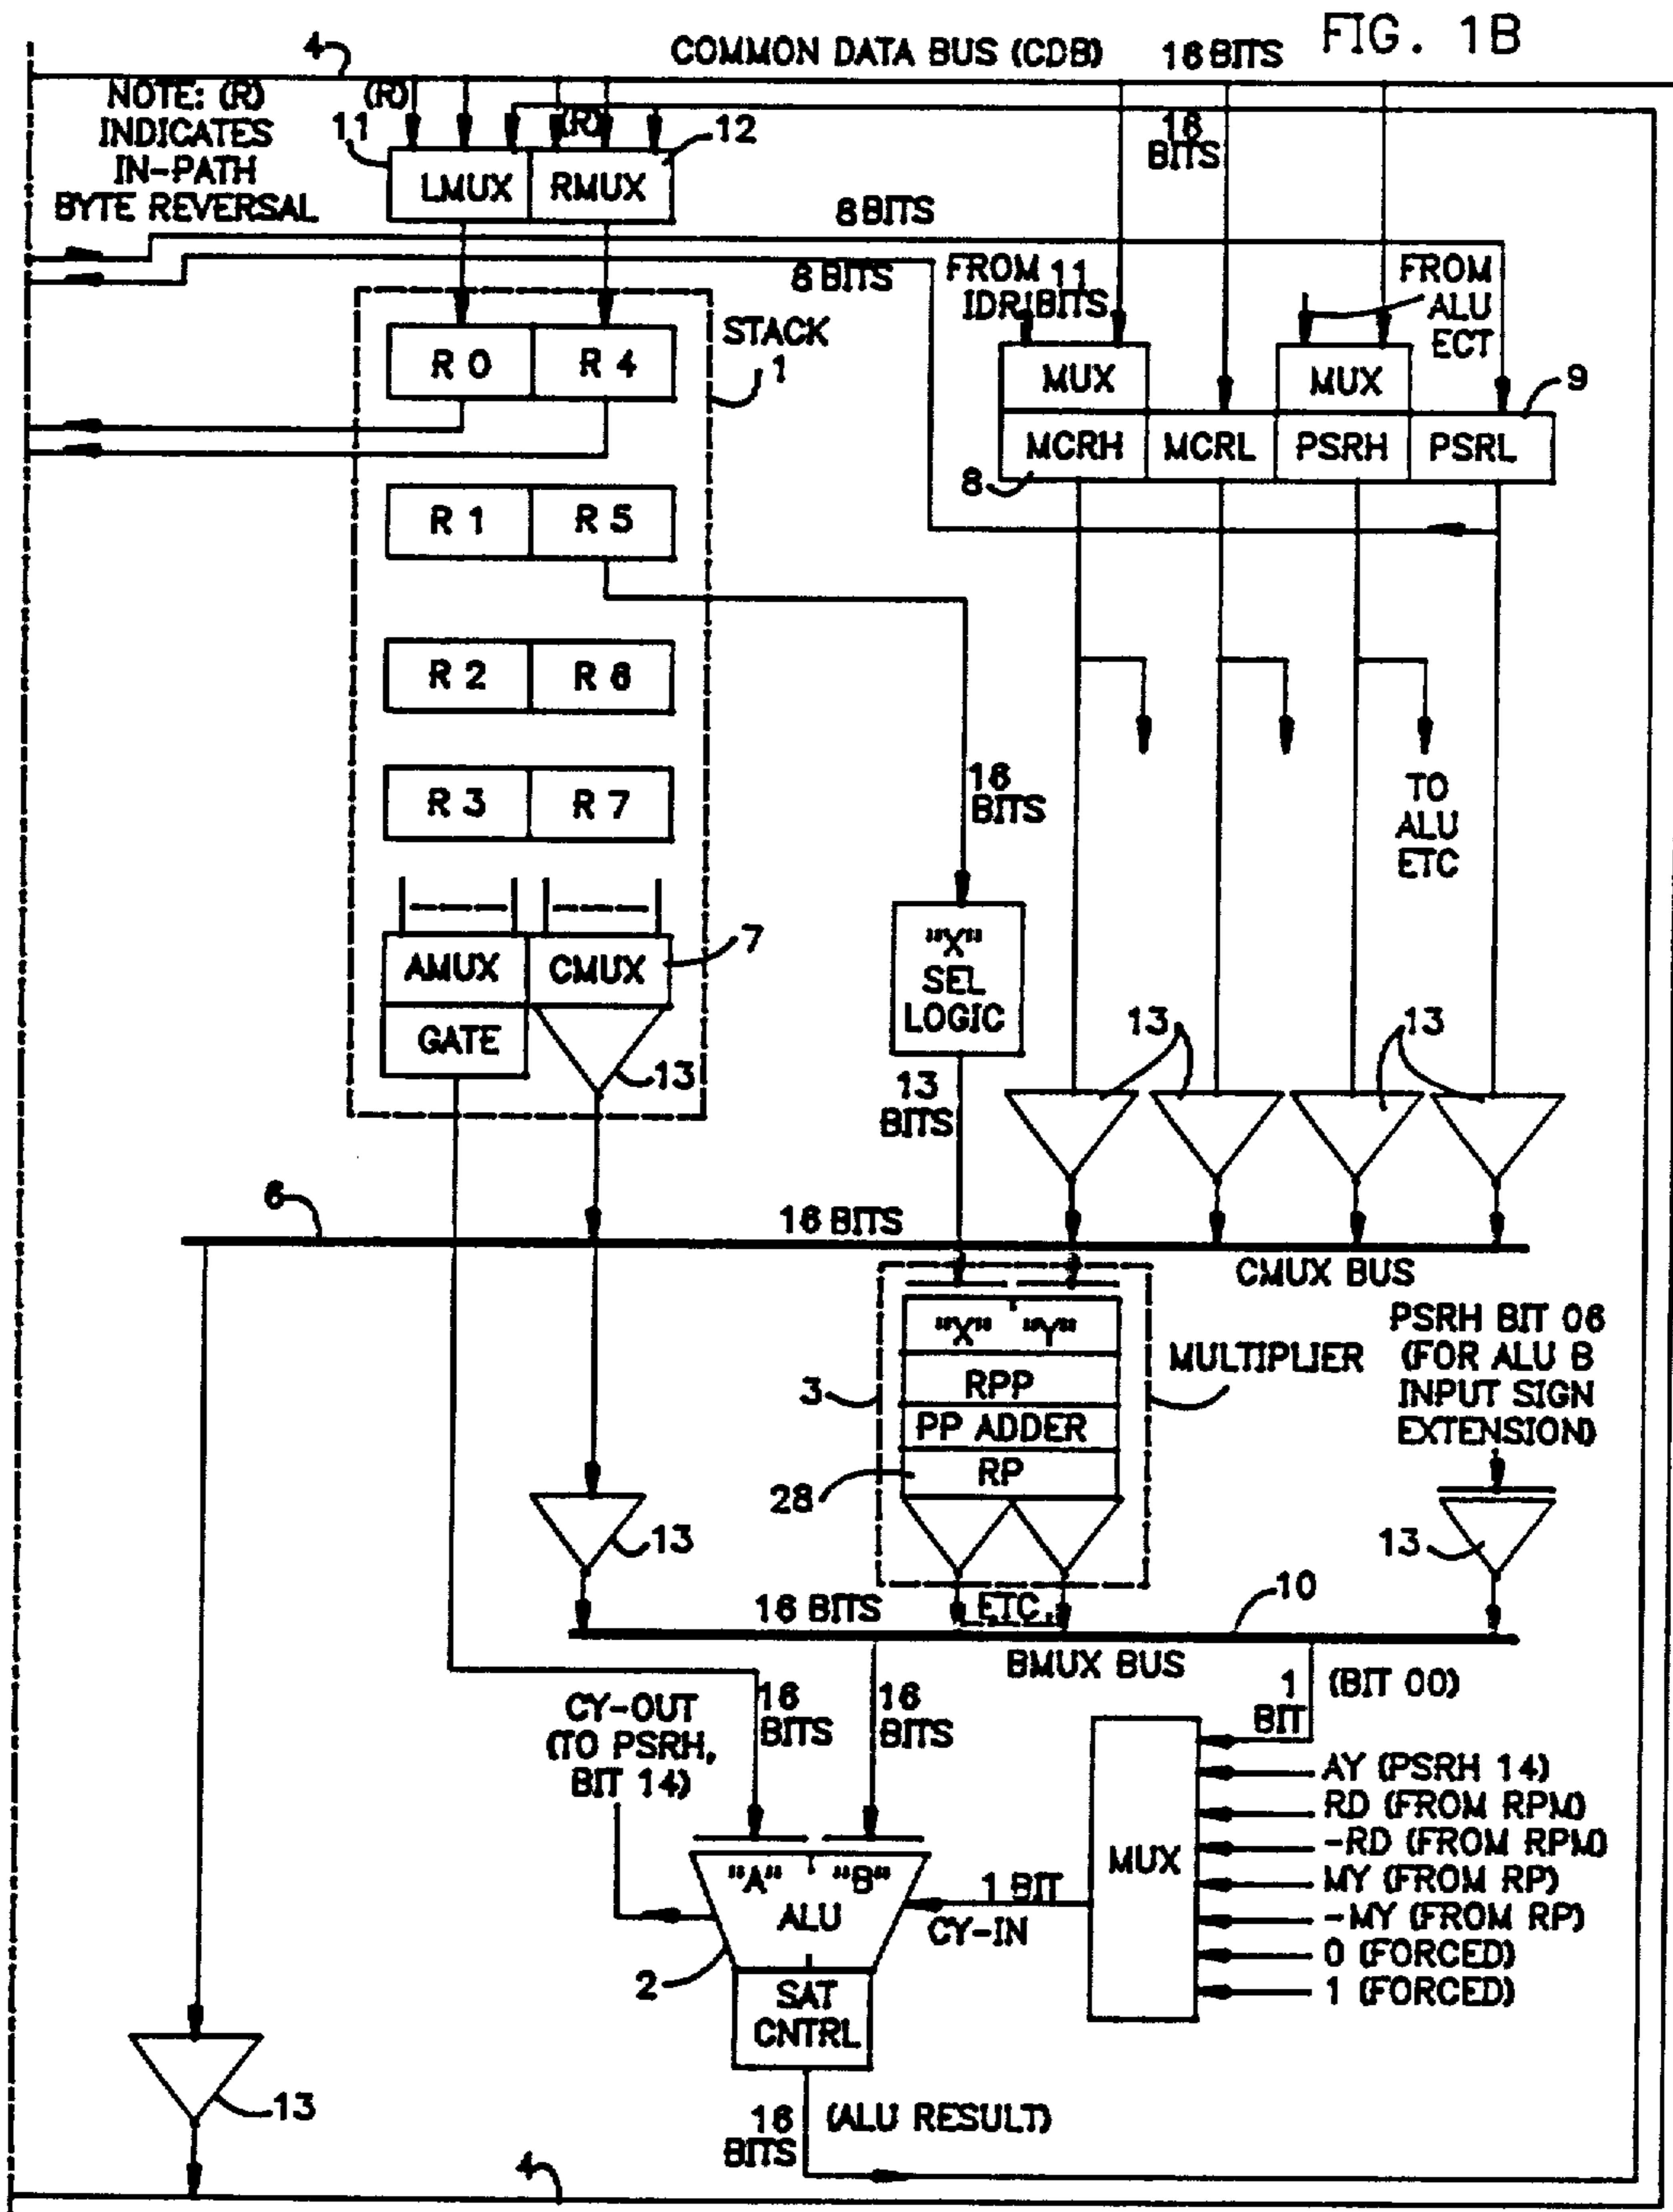 FIG. 1B
4
COMMON DATA BUS (CDB)
16 BITS
NOTE: (R)
INDICATES
IN-PATH
BYTE REVERSAL
(R)
(R)
11
12
16
BITS
LMUX
RMUX
8 BITS
8 BITS
FROM
IDR
11
BITS
FROM
ALU
ECT
STACK
1
R 0
R 4
MUX
MUX
9
MCRH
MCRL
PSRH
PSRL
8
R 1
R 5
R 2
R 6
R 3
R 7
16
BITS
TO
ALU
ETC
AMUX
CMUX
7
GATE
13
"X"
SEL
LOGIC
13
BITS
13
13
6
16 BITS
CMUX BUS
"X"
"Y"
RPP
PP ADDER
RP
3
28
MULTIPLIER
PSRH BIT 06
(FOR ALU B
INPUT SIGN
EXTENSION)
13
13
16 BITS
ETC.
10
BMUX BUS
1
BIT
(BIT 00)
CY-OUT
(TO PSRH,
BIT 14)
16
BITS
16
BITS
AY (PSRH 14)
RD (FROM RPM)
-RD (FROM RPM)
MY (FROM RP)
-MY (FROM RP)
0 (FORCED)
1 (FORCED)
MUX
"A"
"B"
ALU
1 BIT
CY-IN
2
SAT
CNTRL
13
16
BITS
(ALU RESULT)
4